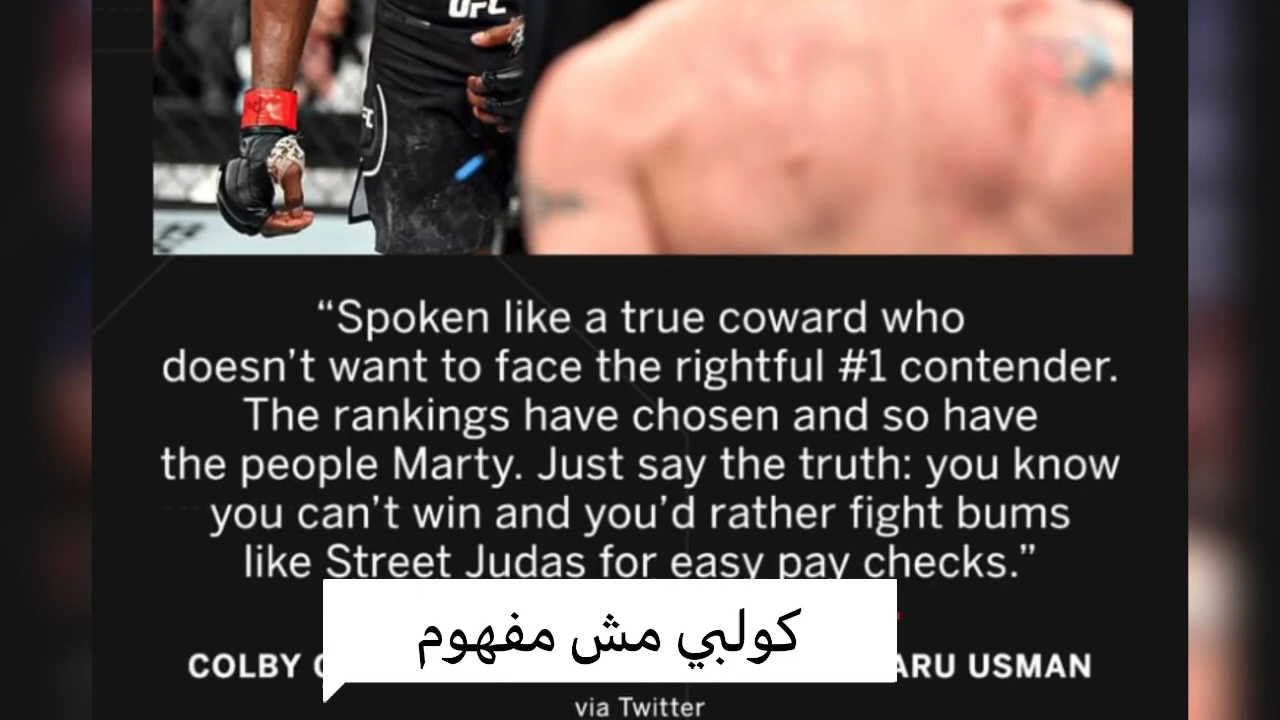 UFC
“Spoken like a true coward who
doesn’t want to face the rightful #1 contender.
The rankings have chosen and so have
the people Marty. Just say the truth: you know
you can’t win and you’d rather fight bums
like Street Judas for easy pay checks.”
كولبي مش مفهوم
COLBY USMAN
via Twitter